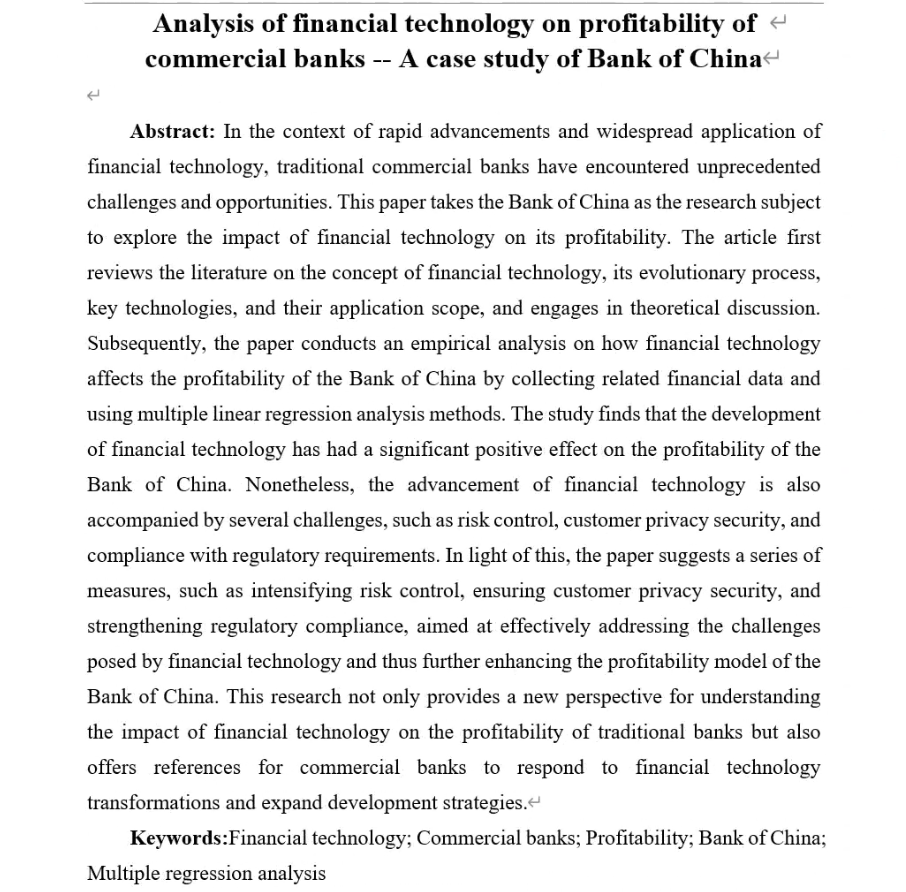 Analysis of financial technology on profitability of
commercial banks -- A case study of Bank of China
Abstract: In the context of rapid advancements and widespread application of
financial technology, traditional commercial banks have encountered unprecedented
challenges and opportunities. This paper takes the Bank of China as the research subject
to explore the impact of financial technology on its profitability. The article first
reviews the literature on the concept of financial technology, its evolutionary process,
key technologies, and their application scope, and engages in theoretical discussion.
Subsequently, the paper conducts an empirical analysis on how financial technology
affects the profitability of the Bank of China by collecting related financial data and
using multiple linear regression analysis methods. The study finds that the development
of financial technology has had a significant positive effect on the profitability of the
Bank of China. Nonetheless, the advancement of financial technology is also
accompanied by several challenges, such as risk control, customer privacy security, and
compliance with regulatory requirements. In light of this, the paper suggests a series of
measures, such as intensifying risk control, ensuring customer privacy security, and
strengthening regulatory compliance, aimed at effectively addressing the challenges
posed by financial technology and thus further enhancing the profitability model of the
Bank of China. This research not only provides a new perspective for understanding
the impact of financial technology on the profitability of traditional banks but also
offers references for commercial banks to respond to financial technology
transformations and expand development strategies.
Keywords:Financial technology; Commercial banks; Profitability; Bank of China;
Multiple regression analysis